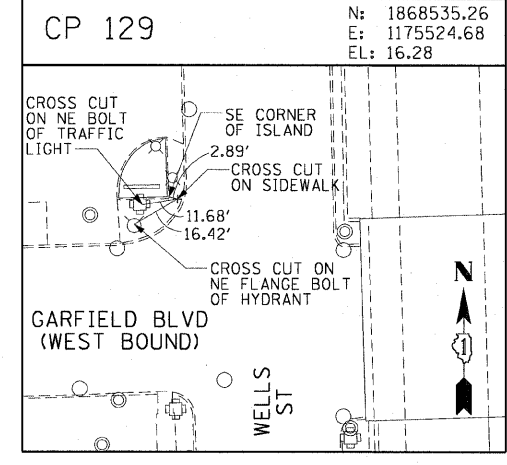 CP 129
N: 1868535.26
E: 1175524.68
EL: 16.28
CROSS CUT
ON NE BOLT
OF TRAFFIC
LIGHT
SE CORNER
OF ISLAND
2.89'
CROSS CUT
ON SIDEWALK
11.68'
16.42'
CROSS CUT ON
NE FLANGE BOLT
OF HYDRANT
N
1
GARFIELD BLVD
(WEST BOUND)
WELLS
ST